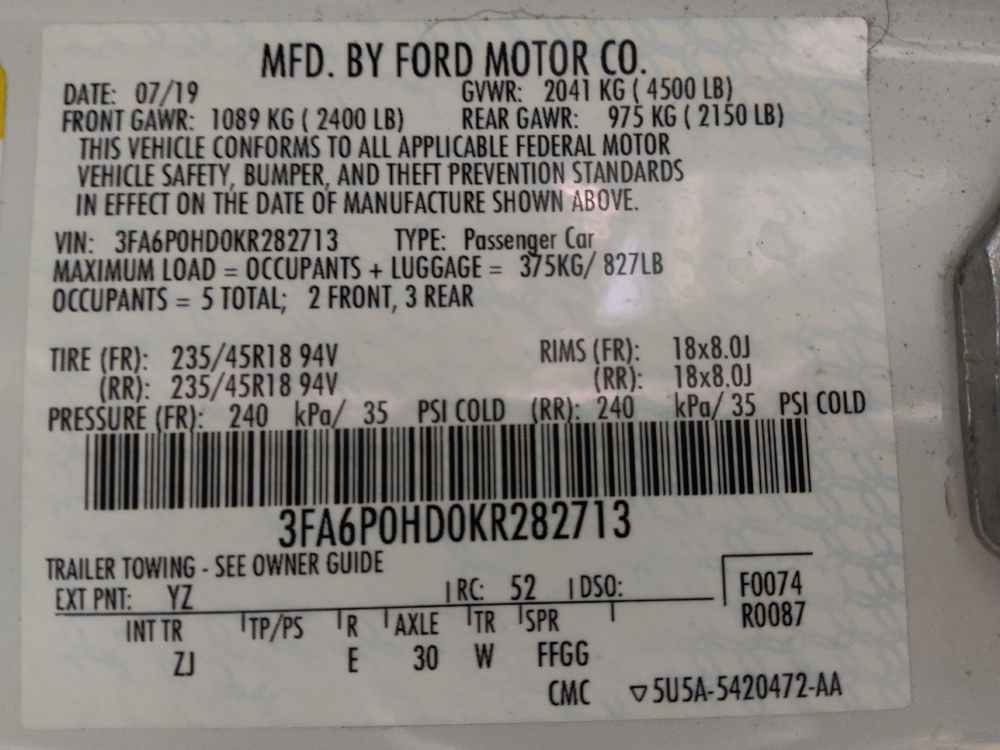 MFD. BY FORD MOTOR CO.
DATE: 07/19 GVWR: 2041 KG ( 4500 LB)
FRONT GAWR: 1089 KG ( 2400 LB) REAR GAWR: 975 KG ( 2150 LB)
THIS VEHICLE CONFORMS TO ALL APPLICABLE FEDERAL MOTOR
VEHICLE SAFETY, BUMPER, AND THEFT PREVENTION STANDARDS
IN EFFECT ON THE DATE OF MANUFACTURE SHOWN ABOVE.
VIN: 3FA6P0HD0KR282713 TYPE: Passenger Car
MAXIMUM LOAD = OCCUPANTS + LUGGAGE = 375KG/ 827LB
OCCUPANTS = 5 TOTAL; 2 FRONT, 3 REAR
TIRE (FR): 235/45R18 94V RIMS (FR): 18x8.0J
(RR): 235/45R18 94V (RR): 18x8.0J
PRESSURE (FR): 240 kPa/ 35 PSI COLD (RR): 240 kPa/ 35 PSI COLD
3FA6P0HD0KR282713
TRAILER TOWING - SEE OWNER GUIDE
EXT PNT: YZ RC: 52 DSO: F0074
R0087
INT TR TP/PS R AXLE TR SPR
ZJ E 30 W FFGG
CMC ▽5U5A-5420472-AA